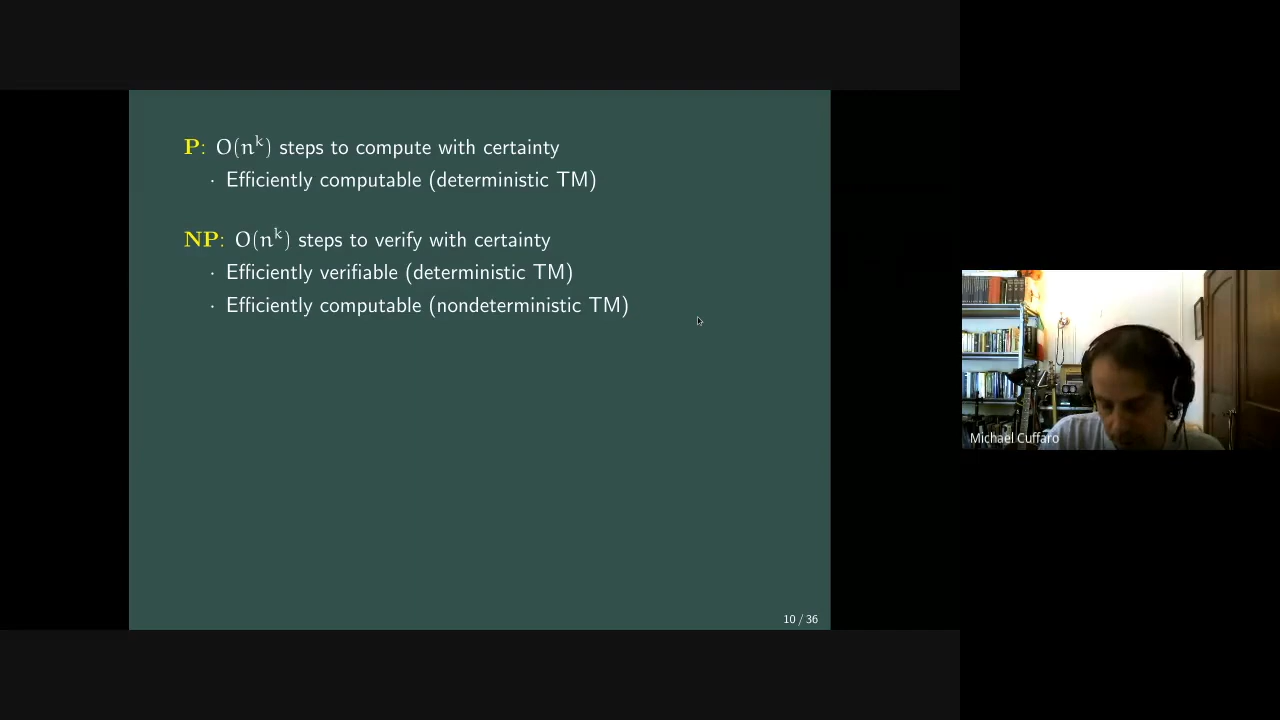 P: O(n^k) steps to compute with certainty
· Efficiently computable (deterministic TM)
NP: O(n^k) steps to verify with certainty
· Efficiently verifiable (deterministic TM)
· Efficiently computable (nondeterministic TM)
10 / 36
Michael Cuffaro